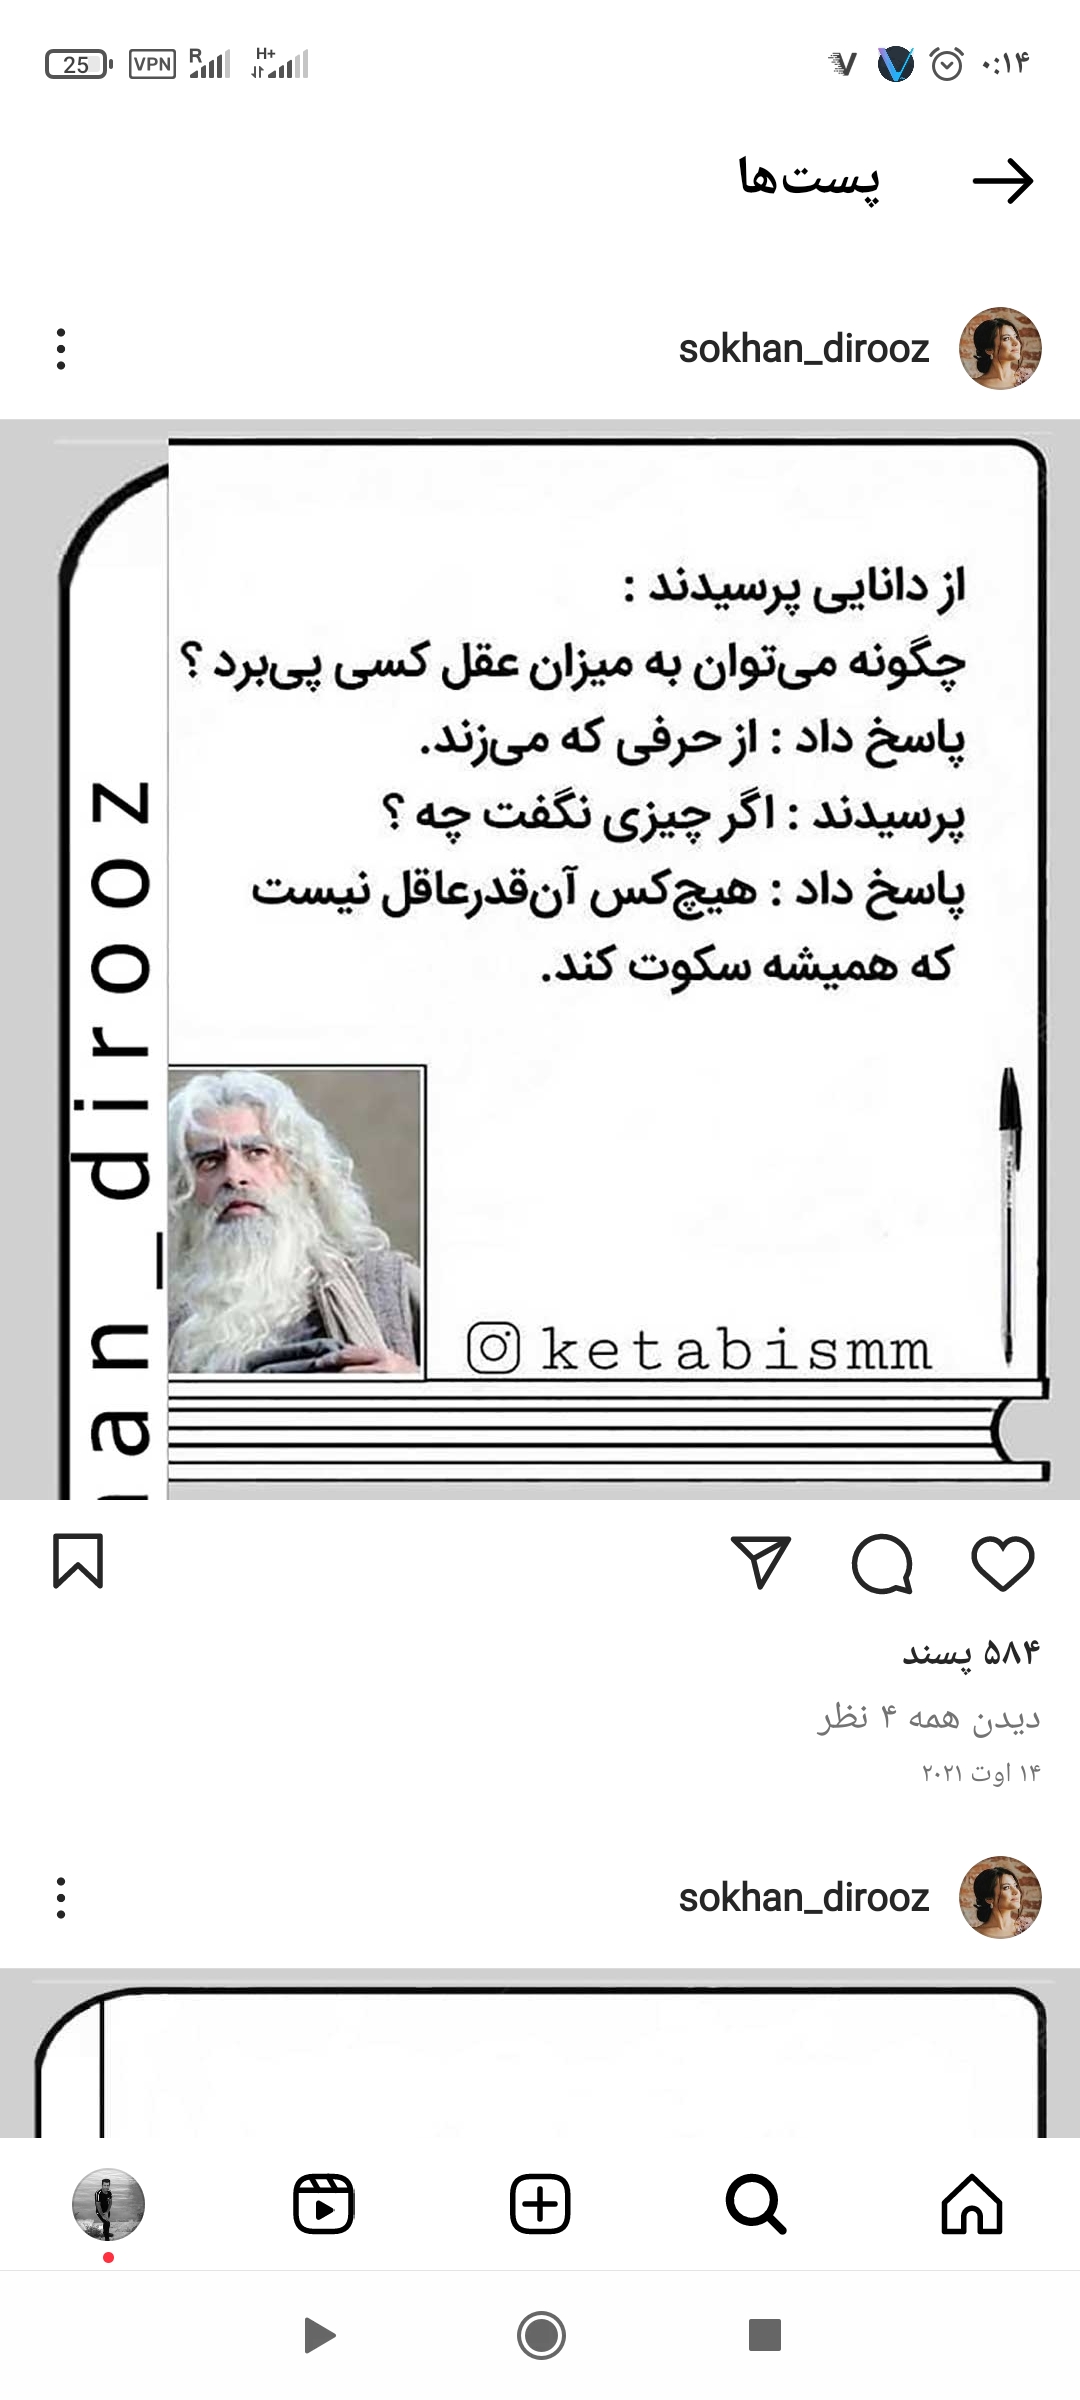 25
VPN
R
H+
۰:۱۴
پست‌ها
sokhan_dirooz
از دانایی پرسیدند :
چگونه می‌توان به میزان عقل کسی پی‌برد ؟
پاسخ داد : از حرفی که می‌زند.
پرسیدند : اگر چیزی نگفت چه ؟
پاسخ داد : هیچ‌کس آن‌قدرعاقل نیست
که همیشه سکوت کند.
an_dirooz
ketabismm
۵۸۴ پسند
دیدن همه ۴ نظر
۱۴ اوت ۲۰۲۱
sokhan_dirooz